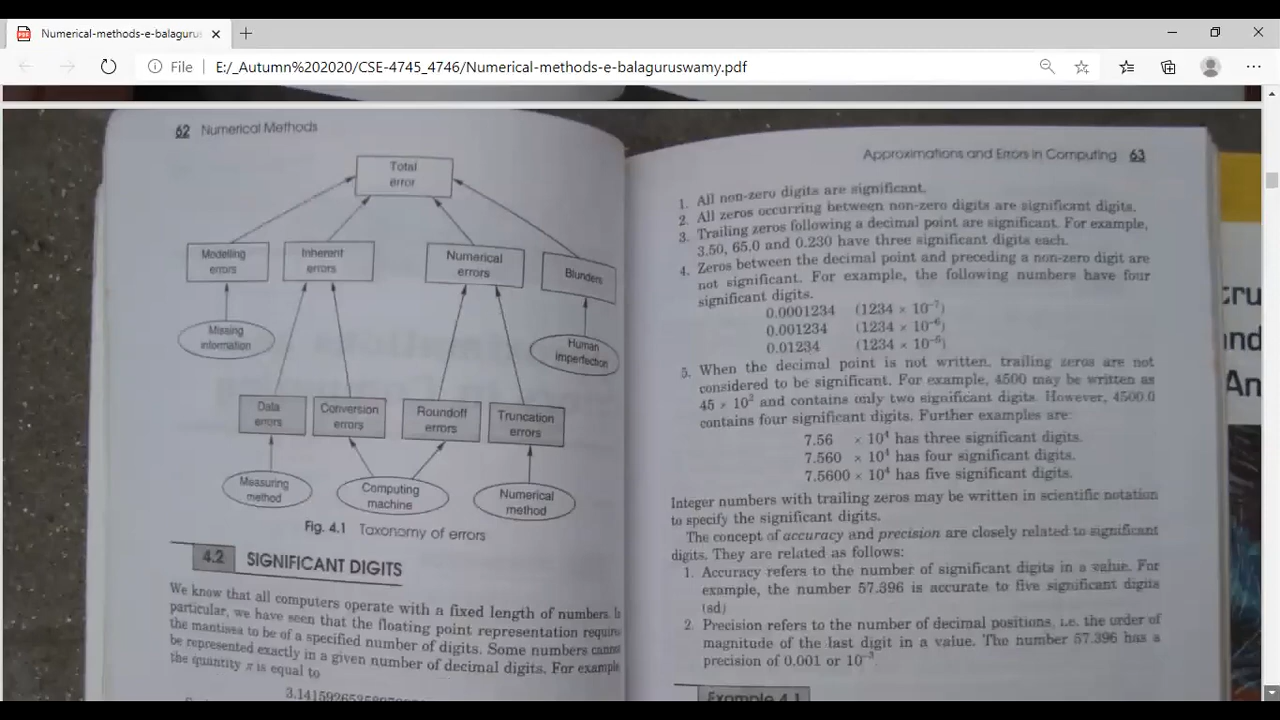 Numerical-methods-e-balagurus
File E:/_Autumn%202020/CSE-4745_4746/Numerical-methods-e-balaguruswamy.pdf
62 Numerical Methods
Total
error
Modelling
errors
Inherent
errors
Numerical
errors
Blunders
Missing
information
Human
imperfection
Data
errors
Conversion
errors
Roundoff
errors
Truncation
errors
Measuring
method
Computing
machine
Numerical
method
Fig. 4.1 Taxonomy of errors
4.2 SIGNIFICANT DIGITS
We know that all computers operate with a fixed length of numbers. In
particular, we have seen that the floating point representation require
the mantissa to be of a specified number of digits. Some numbers canno
be represented exactly in a given number of decimal digits. For example
the quantity π is equal to
Approximations and Errors in Computing 63
1. All non-zero digits are significant.
2. All zeros occurring between non-zero digits are significant digits.
3. Trailing zeros following a decimal point are significant. For example,
3.50, 65.0 and 0.230 have three significant digits each.
4. Zeros between the decimal point and preceding a non-zero digit are
not significant. For example, the following numbers have four
significant digits.
0.0001234 (1234 × 10⁻⁷)
0.001234 (1234 × 10⁻⁶)
0.01234 (1234 × 10⁻⁵)
5. When the decimal point is not written, trailing zeros are not
considered to be significant. For example, 4500 may be written as
45 × 10² and contains only two significant digits. However, 4500.0
contains four significant digits. Further examples are:
7.56 × 10⁴ has three significant digits.
7.560 × 10⁴ has four significant digits.
7.5600 × 10⁴ has five significant digits.
Integer numbers with trailing zeros may be written in scientific notation
to specify the significant digits.
The concept of accuracy and precision are closely related to significant
digits. They are related as follows:
1. Accuracy refers to the number of significant digits in a value. For
example, the number 57.396 is accurate to five significant digits
(sd)
2. Precision refers to the number of decimal positions, i.e. the order of
magnitude of the last digit in a value. The number 57.396 has a
precision of 0.001 or 10⁻³
Example 4.1
tru
and
An